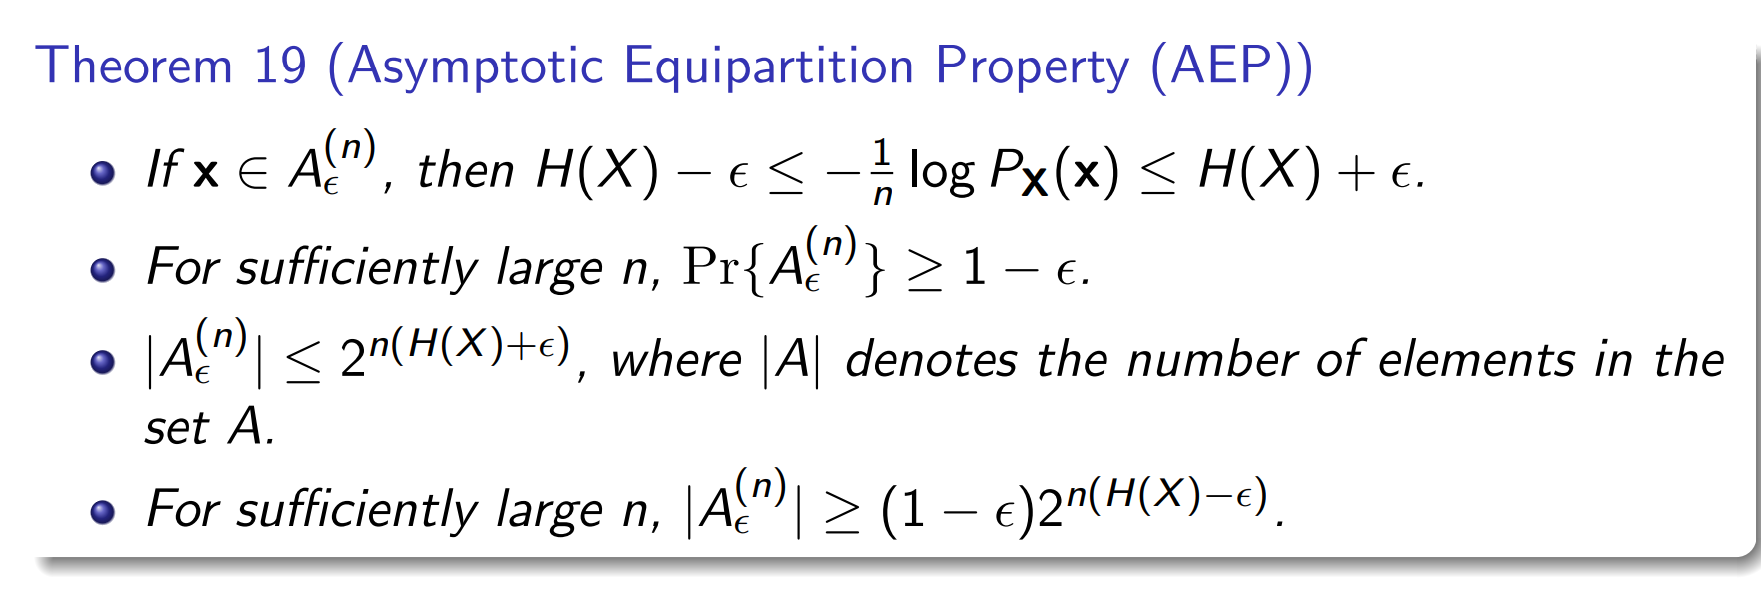 Theorem 19 (Asymptotic Equipartition Property (AEP))
If $\mathbf{x} \in A_\epsilon^{(n)}$, then $H(X) - \epsilon \leq -\frac{1}{n} \log P_{\mathbf{X}}(\mathbf{x}) \leq H(X) + \epsilon$.
For sufficiently large n, $\Pr\{A_\epsilon^{(n)}\} \geq 1 - \epsilon$.
$|A_\epsilon^{(n)}| \leq 2^{n(H(X)+\epsilon)}$, where $|A|$ denotes the number of elements in the
set A.
For sufficiently large n, $|A_\epsilon^{(n)}| \geq (1 - \epsilon)2^{n(H(X)-\epsilon)}$.